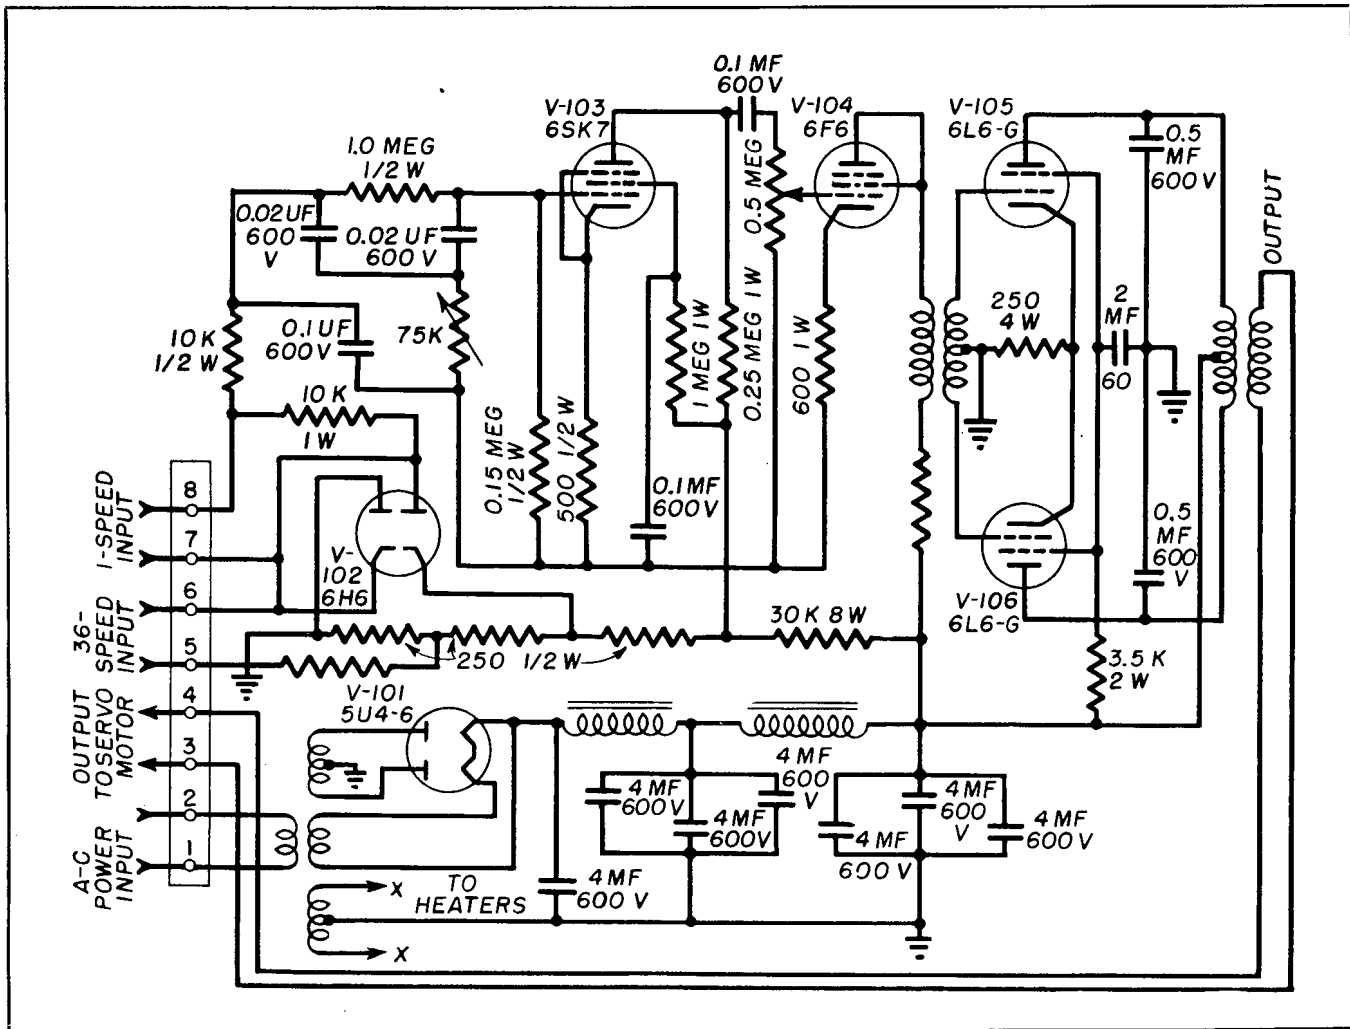 0.1 MF
600 V
V-103
6SK7
V-104
6F6
V-105
6L6-G
1.0 MEG
1/2 W
0.5
MF
600 V
0.02 UF
600
V
0.02 UF
600 V
0.5 MEG
OUTPUT
10 K
1/2 W
0.1 UF
600 V
75K
1 MEG 1W
0.25 MEG 1W
600 1W
250
4 W
2
MF
60
10 K
1 W
0.15 MEG
1/2 W
500 1/2 W
0.1 MF
600 V
0.5
MF
600
V
1-SPEED
INPUT
8
7
V-
102
6H6
36-
SPEED
INPUT
6
5
250 1/2 W
30 K 8 W
V-106
6L6-G
3.5 K
2 W
V-101
5U4-6
OUTPUT
TO SERVO
MOTOR
4
3
4 MF
600 V
4 MF
600 V
4 MF
600
V
4 MF
600 V
4 MF
600
V
4 MF
600 V
A-C
POWER
INPUT
2
1
X
TO
HEATERS
X
4 MF
600 V